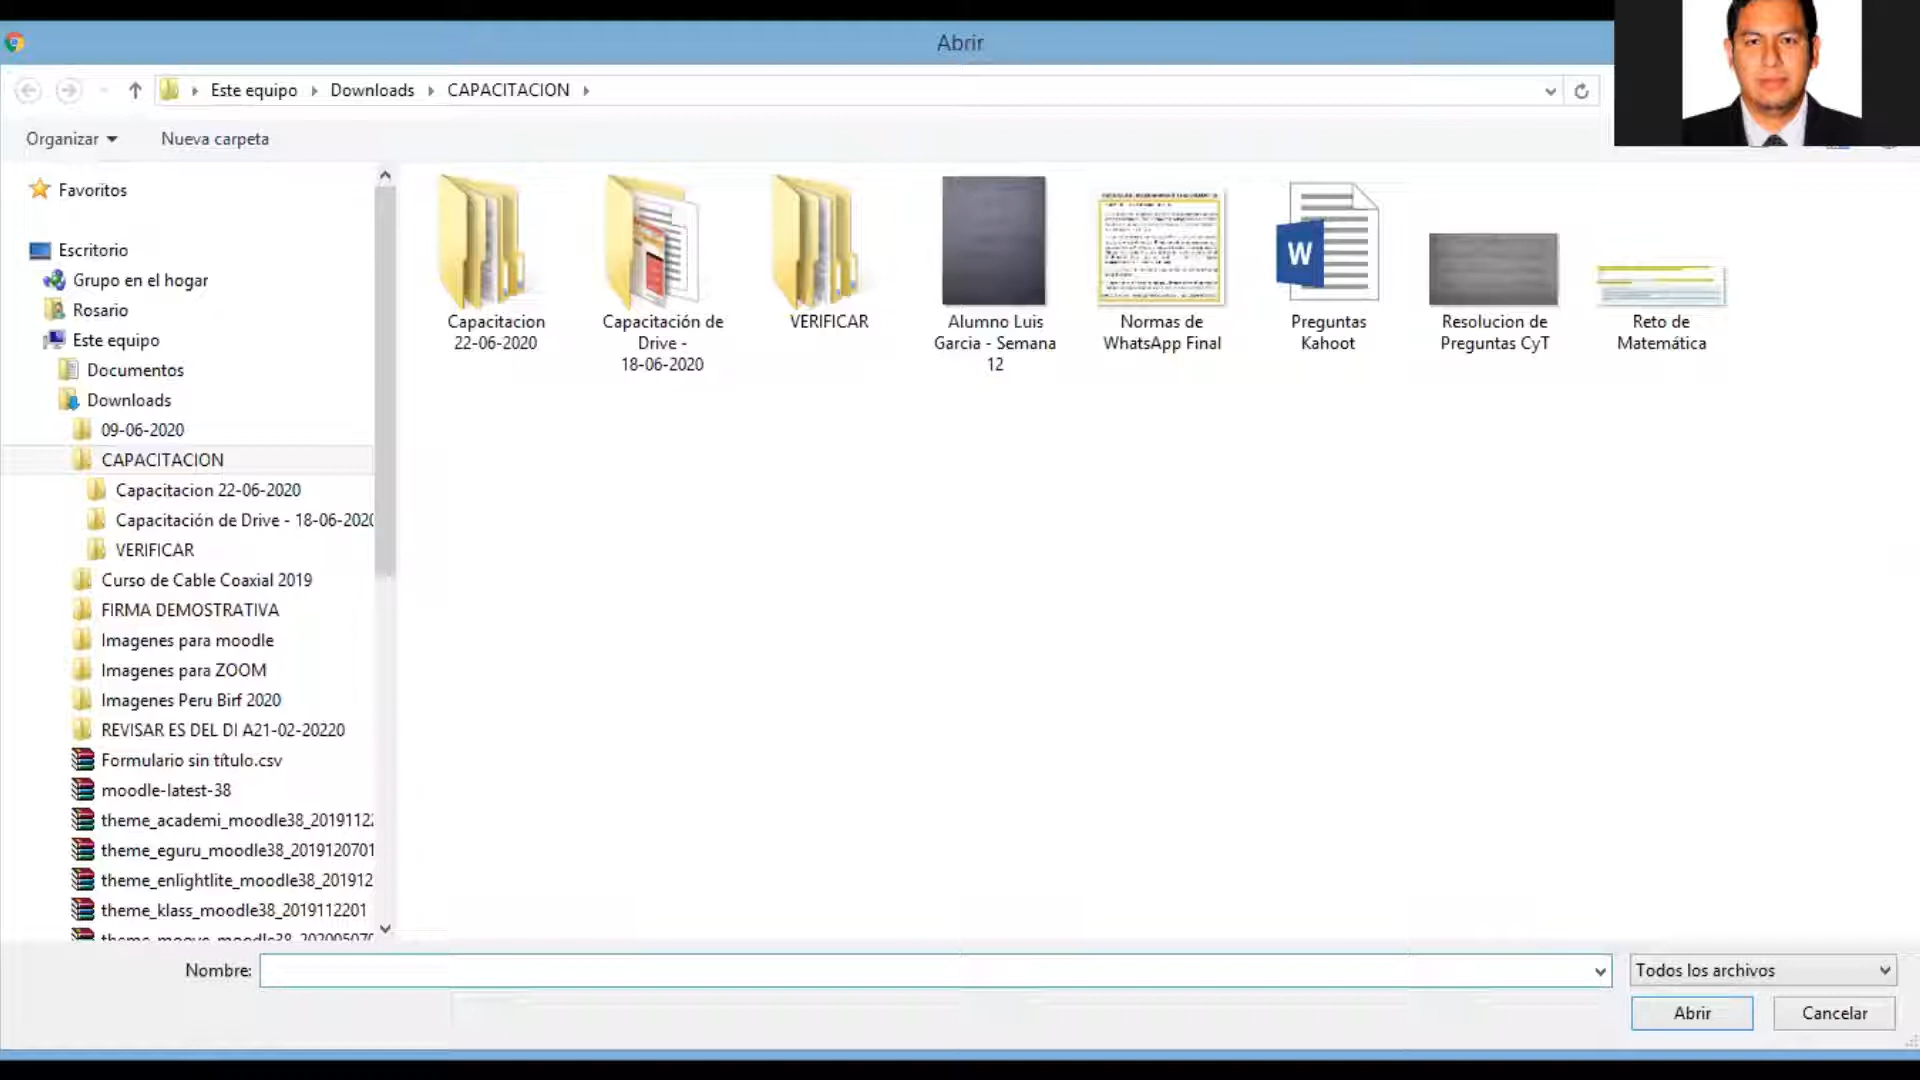 Abrir
Este equipo
Downloads
CAPACITACION
Organizar
Nueva carpeta
Favoritos
Escritorio
Grupo en el hogar
Rosario
Este equipo
Documentos
Downloads
09-06-2020
CAPACITACION
Capacitacion 22-06-2020
Capacitación de Drive - 18-06-2020
VERIFICAR
Curso de Cable Coaxial 2019
FIRMA DEMOSTRATIVA
Imagenes para moodle
Imagenes para ZOOM
Imagenes Peru Birf 2020
REVISAR ES DEL DI A21-02-20220
Formulario sin título.csv
moodle-latest-38
theme_academi_moodle38_2019112
theme_eguru_moodle38_2019120701
theme_enlightlite_moodle38_201912
theme_klass_moodle38_2019112201
Capacitacion
22-06-2020
Capacitación de
Drive -
18-06-2020
VERIFICAR
Alumno Luis
Garcia - Semana
12
Normas de
WhatsApp Final
W
Preguntas
Kahoot
Resolucion de
Preguntas CyT
Reto de
Matemática
Nombre:
Todos los archivos
Abrir
Cancelar